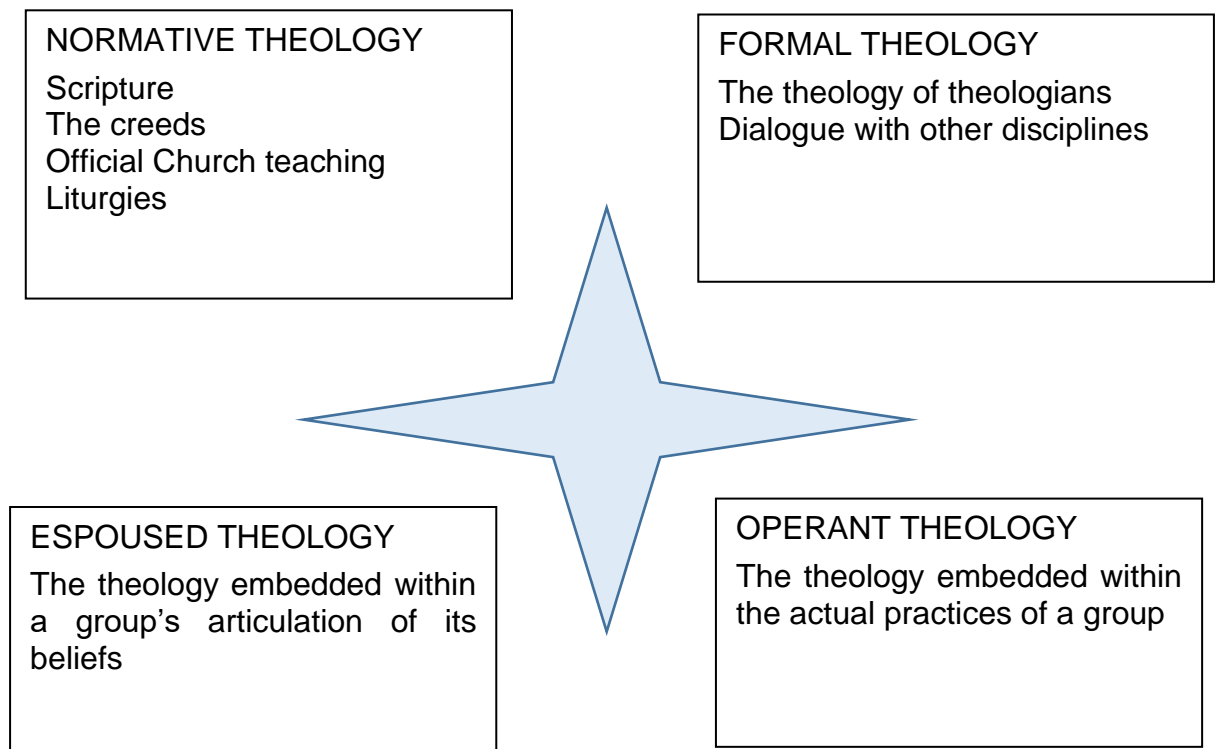 NORMATIVE THEOLOGY
Scripture
The creeds
Official Church teaching
Liturgies
FORMAL THEOLOGY
The theology of theologians
Dialogue with other disciplines
ESPOUSED THEOLOGY
The theology embedded within
a group’s articulation of its
beliefs
OPERANT THEOLOGY
The theology embedded within
the actual practices of a group